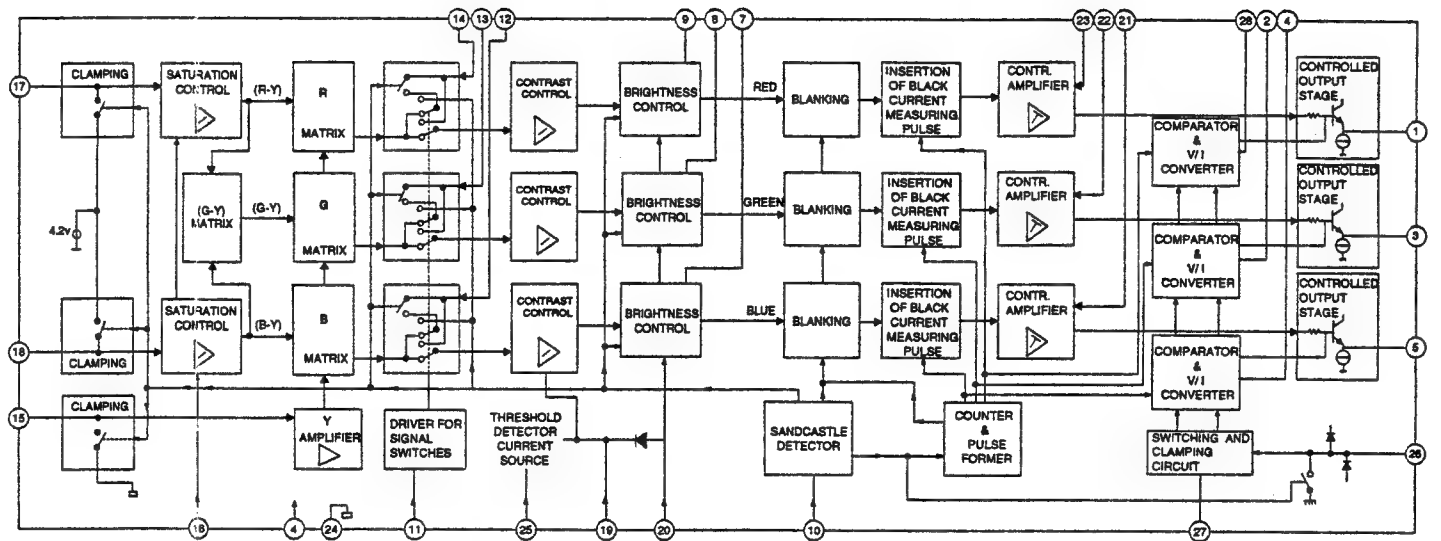 14 13 12 9 8 7 23 22 21 28 2 4
17
CLAMPING
SATURATION
CONTROL
(R-Y)
R
MATRIX
CONTRAST
CONTROL
BRIGHTNESS
CONTROL
RED
BLANKING
INSERTION
OF BLACK
CURRENT
MEASURING
PULSE
CONTR.
AMPLIFIER
COMPARATOR
&
V/I
CONVERTER
CONTROLLED
OUTPUT
STAGE
1
4.2v
(G-Y)
MATRIX
(G-Y)
G
MATRIX
CONTRAST
CONTROL
BRIGHTNESS
CONTROL
GREEN
BLANKING
INSERTION
OF BLACK
CURRENT
MEASURING
PULSE
CONTR.
AMPLIFIER
COMPARATOR
&
V/I
CONVERTER
CONTROLLED
OUTPUT
STAGE
3
18
CLAMPING
SATURATION
CONTROL
(B-Y)
B
MATRIX
CONTRAST
CONTROL
BRIGHTNESS
CONTROL
BLUE
BLANKING
INSERTION
OF BLACK
CURRENT
MEASURING
PULSE
CONTR.
AMPLIFIER
COMPARATOR
&
V/I
CONVERTER
CONTROLLED
OUTPUT
STAGE
5
15
CLAMPING
Y
AMPLIFIER
DRIVER FOR
SIGNAL
SWITCHES
THRESHOLD
DETECTOR
CURRENT
SOURCE
SANDCASTLE
DETECTOR
COUNTER
&
PULSE
FORMER
SWITCHING AND
CLAMPING
CIRCUIT
26
16 4 24 11 25 19 20 10 27